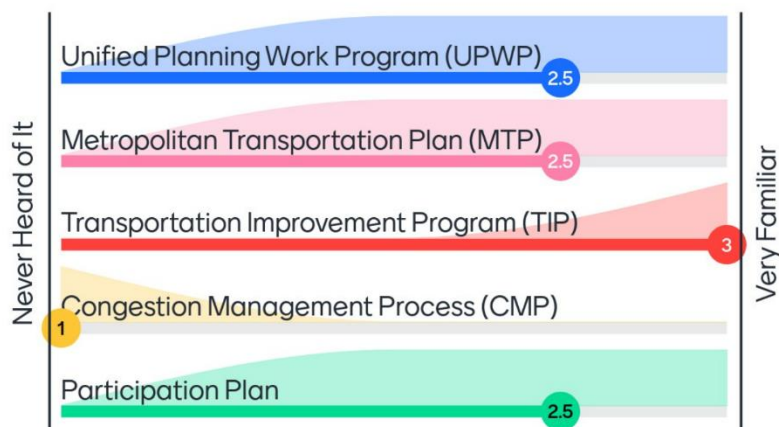 Never Heard of It
Unified Planning Work Program (UPWP)
2.5
Metropolitan Transportation Plan (MTP)
2.5
Transportation Improvement Program (TIP)
3
Congestion Management Process (CMP)
1
Participation Plan
2.5
Very Familiar